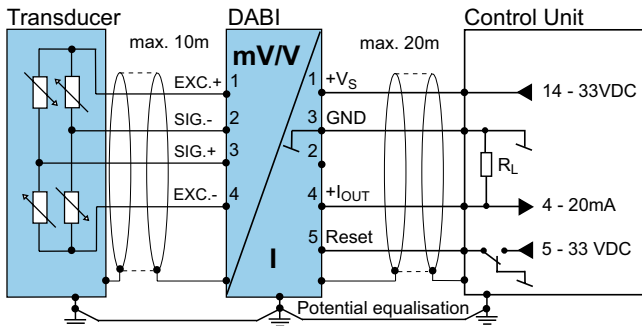 Transducer
DABI
Control Unit
max. 10m
mV/V
max. 20m
EXC.+ 1
1 +VS
14 - 33VDC
SIG.- 2
3 GND
SIG.+ 3
2
RL
EXC.- 4
4 +IOUT
4 - 20mA
5 Reset
5 - 33 VDC
I
Potential equalisation